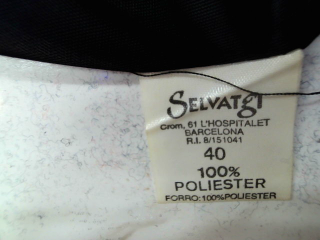 SELVATGI
Crom, 61 L'HOSPITALET
BARCELONA
R.I. 8/151041
40
100%
POLIESTER
FORRO:100%POLIESTER